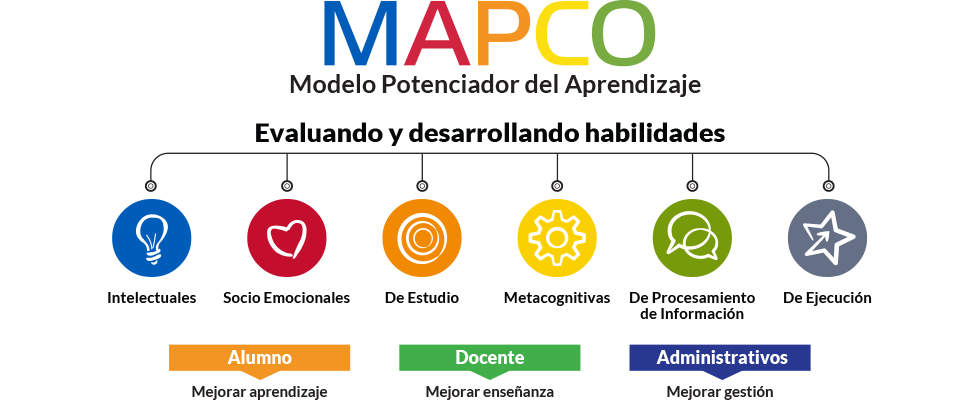 MAPCO
Modelo Potenciador del Aprendizaje
Evaluando y desarrollando habilidades
Intelectuales
Socio Emocionales
De Estudio
Metacognitivas
De Procesamiento
de Información
De Ejecución
Alumno
Docente
Administrativos
Mejorar aprendizaje
Mejorar enseñanza
Mejorar gestión